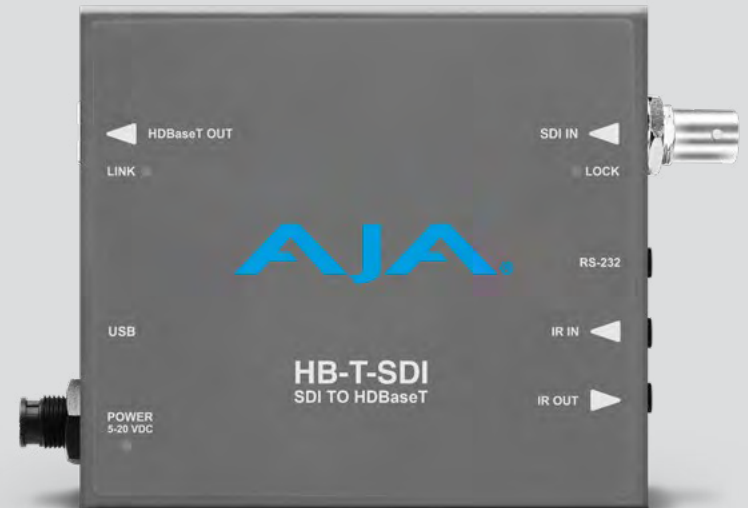 HDBaseT OUT
SDI IN
LINK
LOCK
AJA®
RS-232
USB
IR IN
HB-T-SDI
SDI TO HDBaseT
IR OUT
POWER
5-20 VDC